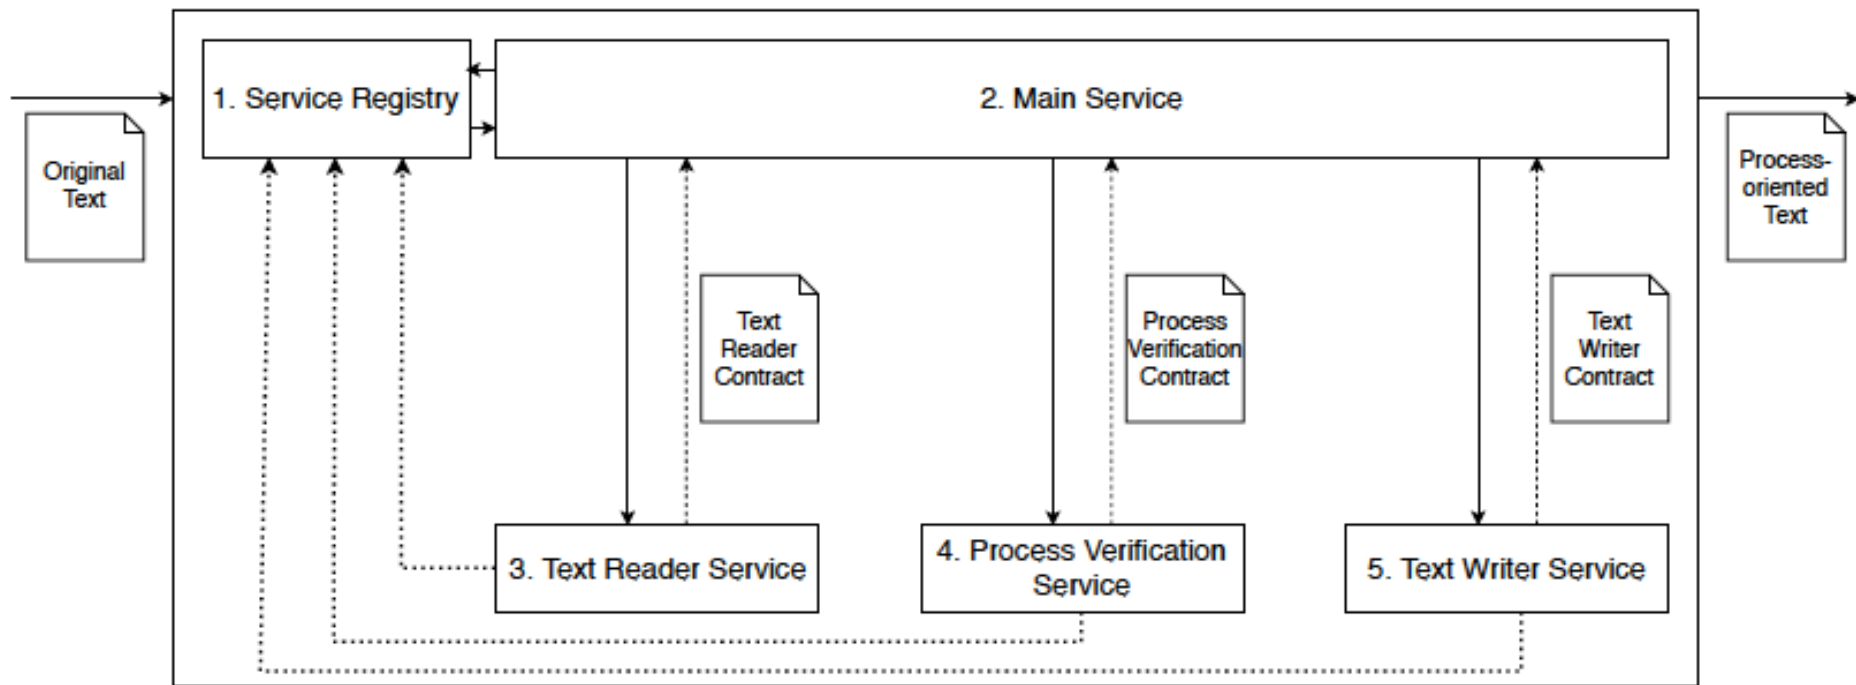 1. Service Registry
2. Main Service
Original
Text
Process-
oriented
Text
Text
Reader
Contract
Process
Verification
Contract
Text
Writer
Contract
3. Text Reader Service
4. Process Verification
Service
5. Text Writer Service